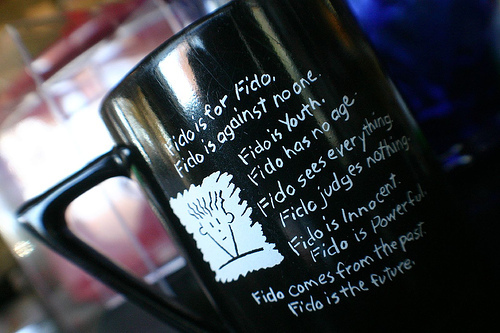 Fido is for Fido,
Fido is against no one.
Fido is Youth,
Fido has no age.
Fido sees everything.
Fido judges nothing.
Fido is Innocent.
Fido is Powerful.
Fido comes from the past.
Fido is the future.